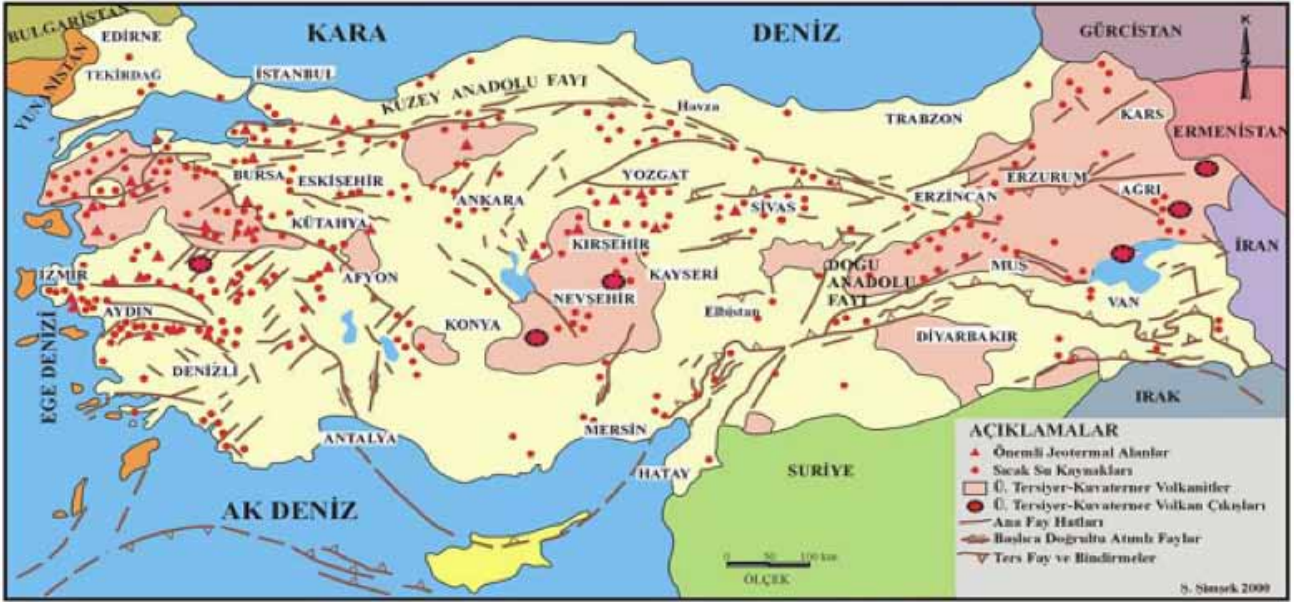 BULGARİSTAN
EDİRNE
TEKİRDAĞ
YUNANİSTAN
İSTANBUL
KARA
DENİZ
GÜRCİSTAN
K
KUZEY ANADOLU FAYI
Havza
TRABZON
KARS
ERMENİSTAN
BURSA
ESKİŞEHİR
ANKARA
YOZGAT
SİVAS
ERZİNCAN
ERZURUM
AĞRI
KÜTAHYA
KIRŞEHİR
KAYSERİ
İRAN
İZMİR
AFYON
NEVŞEHİR
DOĞU
ANADOLU
FAYI
MUŞ
VAN
AYDIN
KONYA
Elbistan
DİYARBAKIR
EGE DENİZİ
DENİZLİ
ANTALYA
MERSİN
HATAY
SURİYE
IRAK
AK DENİZ
0 50 100 km
ÖLÇEK
AÇIKLAMALAR
Önemli Jeotermal Alanlar
Sıcak Su Kaynakları
Ü. Tersiyer-Kuvaterner Volkanitler
Ü. Tersiyer-Kuvaterner Volkan Çıkışları
Ana Fay Hatları
Başlıca Doğrultu Atımlı Faylar
Ters Fay ve Bindirmeler
Ş. Şimşek 2000